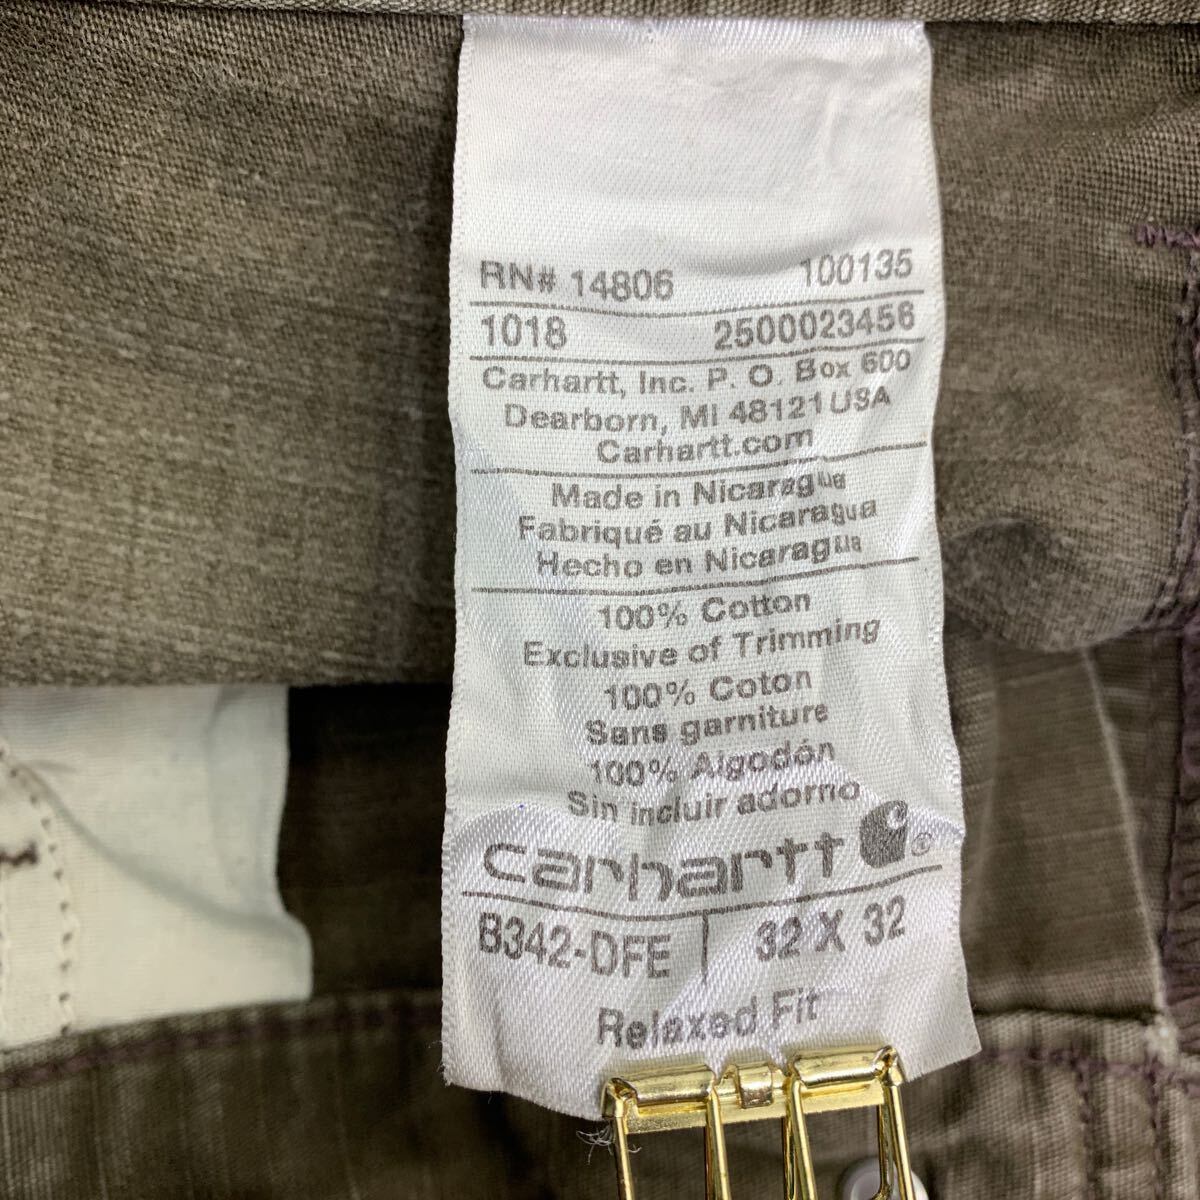 RN# 14806 100135
1018 2500023456
Carhartt, Inc. P. O. Box 600
Dearborn, MI 48121 USA
Carhartt.com
Made in Nicaragua
Fabriqué au Nicaragua
Hecho en Nicaragua
100% Cotton
Exclusive of Trimming
100% Coton
Sans garniture
100% Algodón
Sin incluir adorno
carhartt ®
B342-DFE | 32 X 32
Relaxed Fit